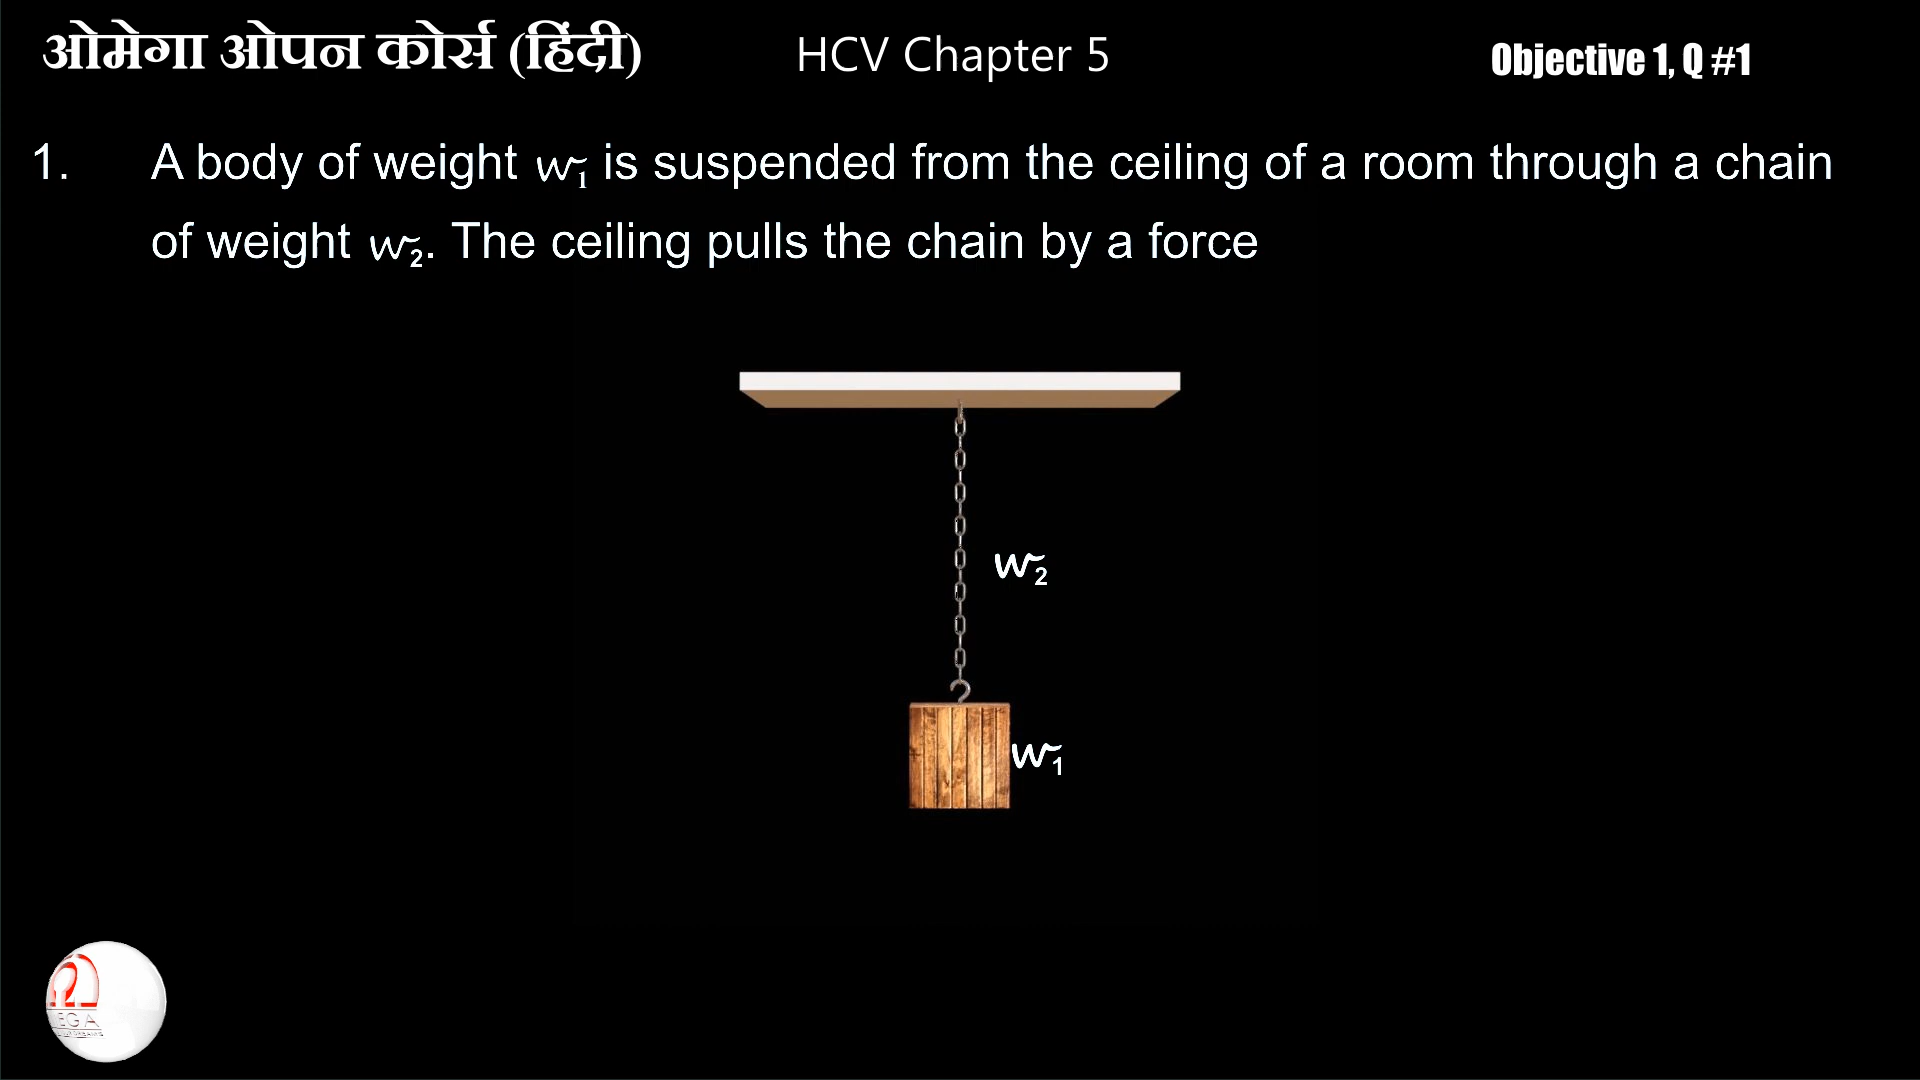 ओमेगा ओपन कोर्स (हिंदी)
HCV Chapter 5
Objective 1, Q #1
1. A body of weight w₁ is suspended from the ceiling of a room through a chain
of weight w₂. The ceiling pulls the chain by a force
w₂
w₁